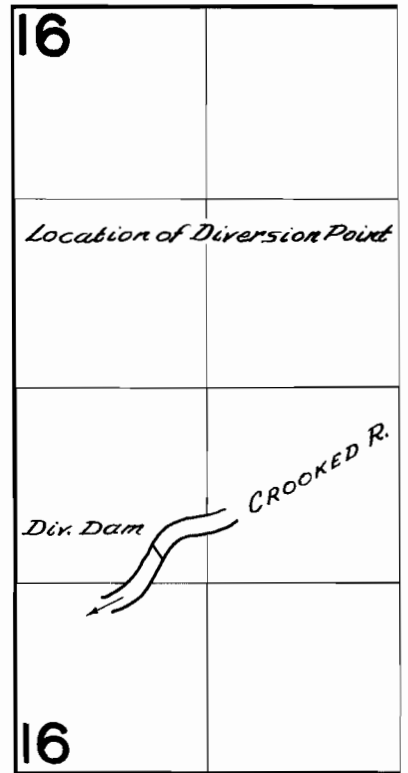 16
Location of Diversion Point
CROOKED R.
Div. Dam
16